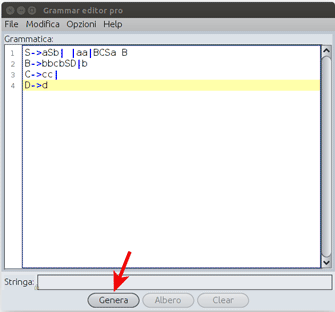 Grammar editor pro
File Modifica Opzioni Help
Grammatica:
1 S->aSb| |aa|BCSa B
2 B->bbcbSD|b
3 C->cc|
4 D->d
Stringa:
Genera Albero Clear